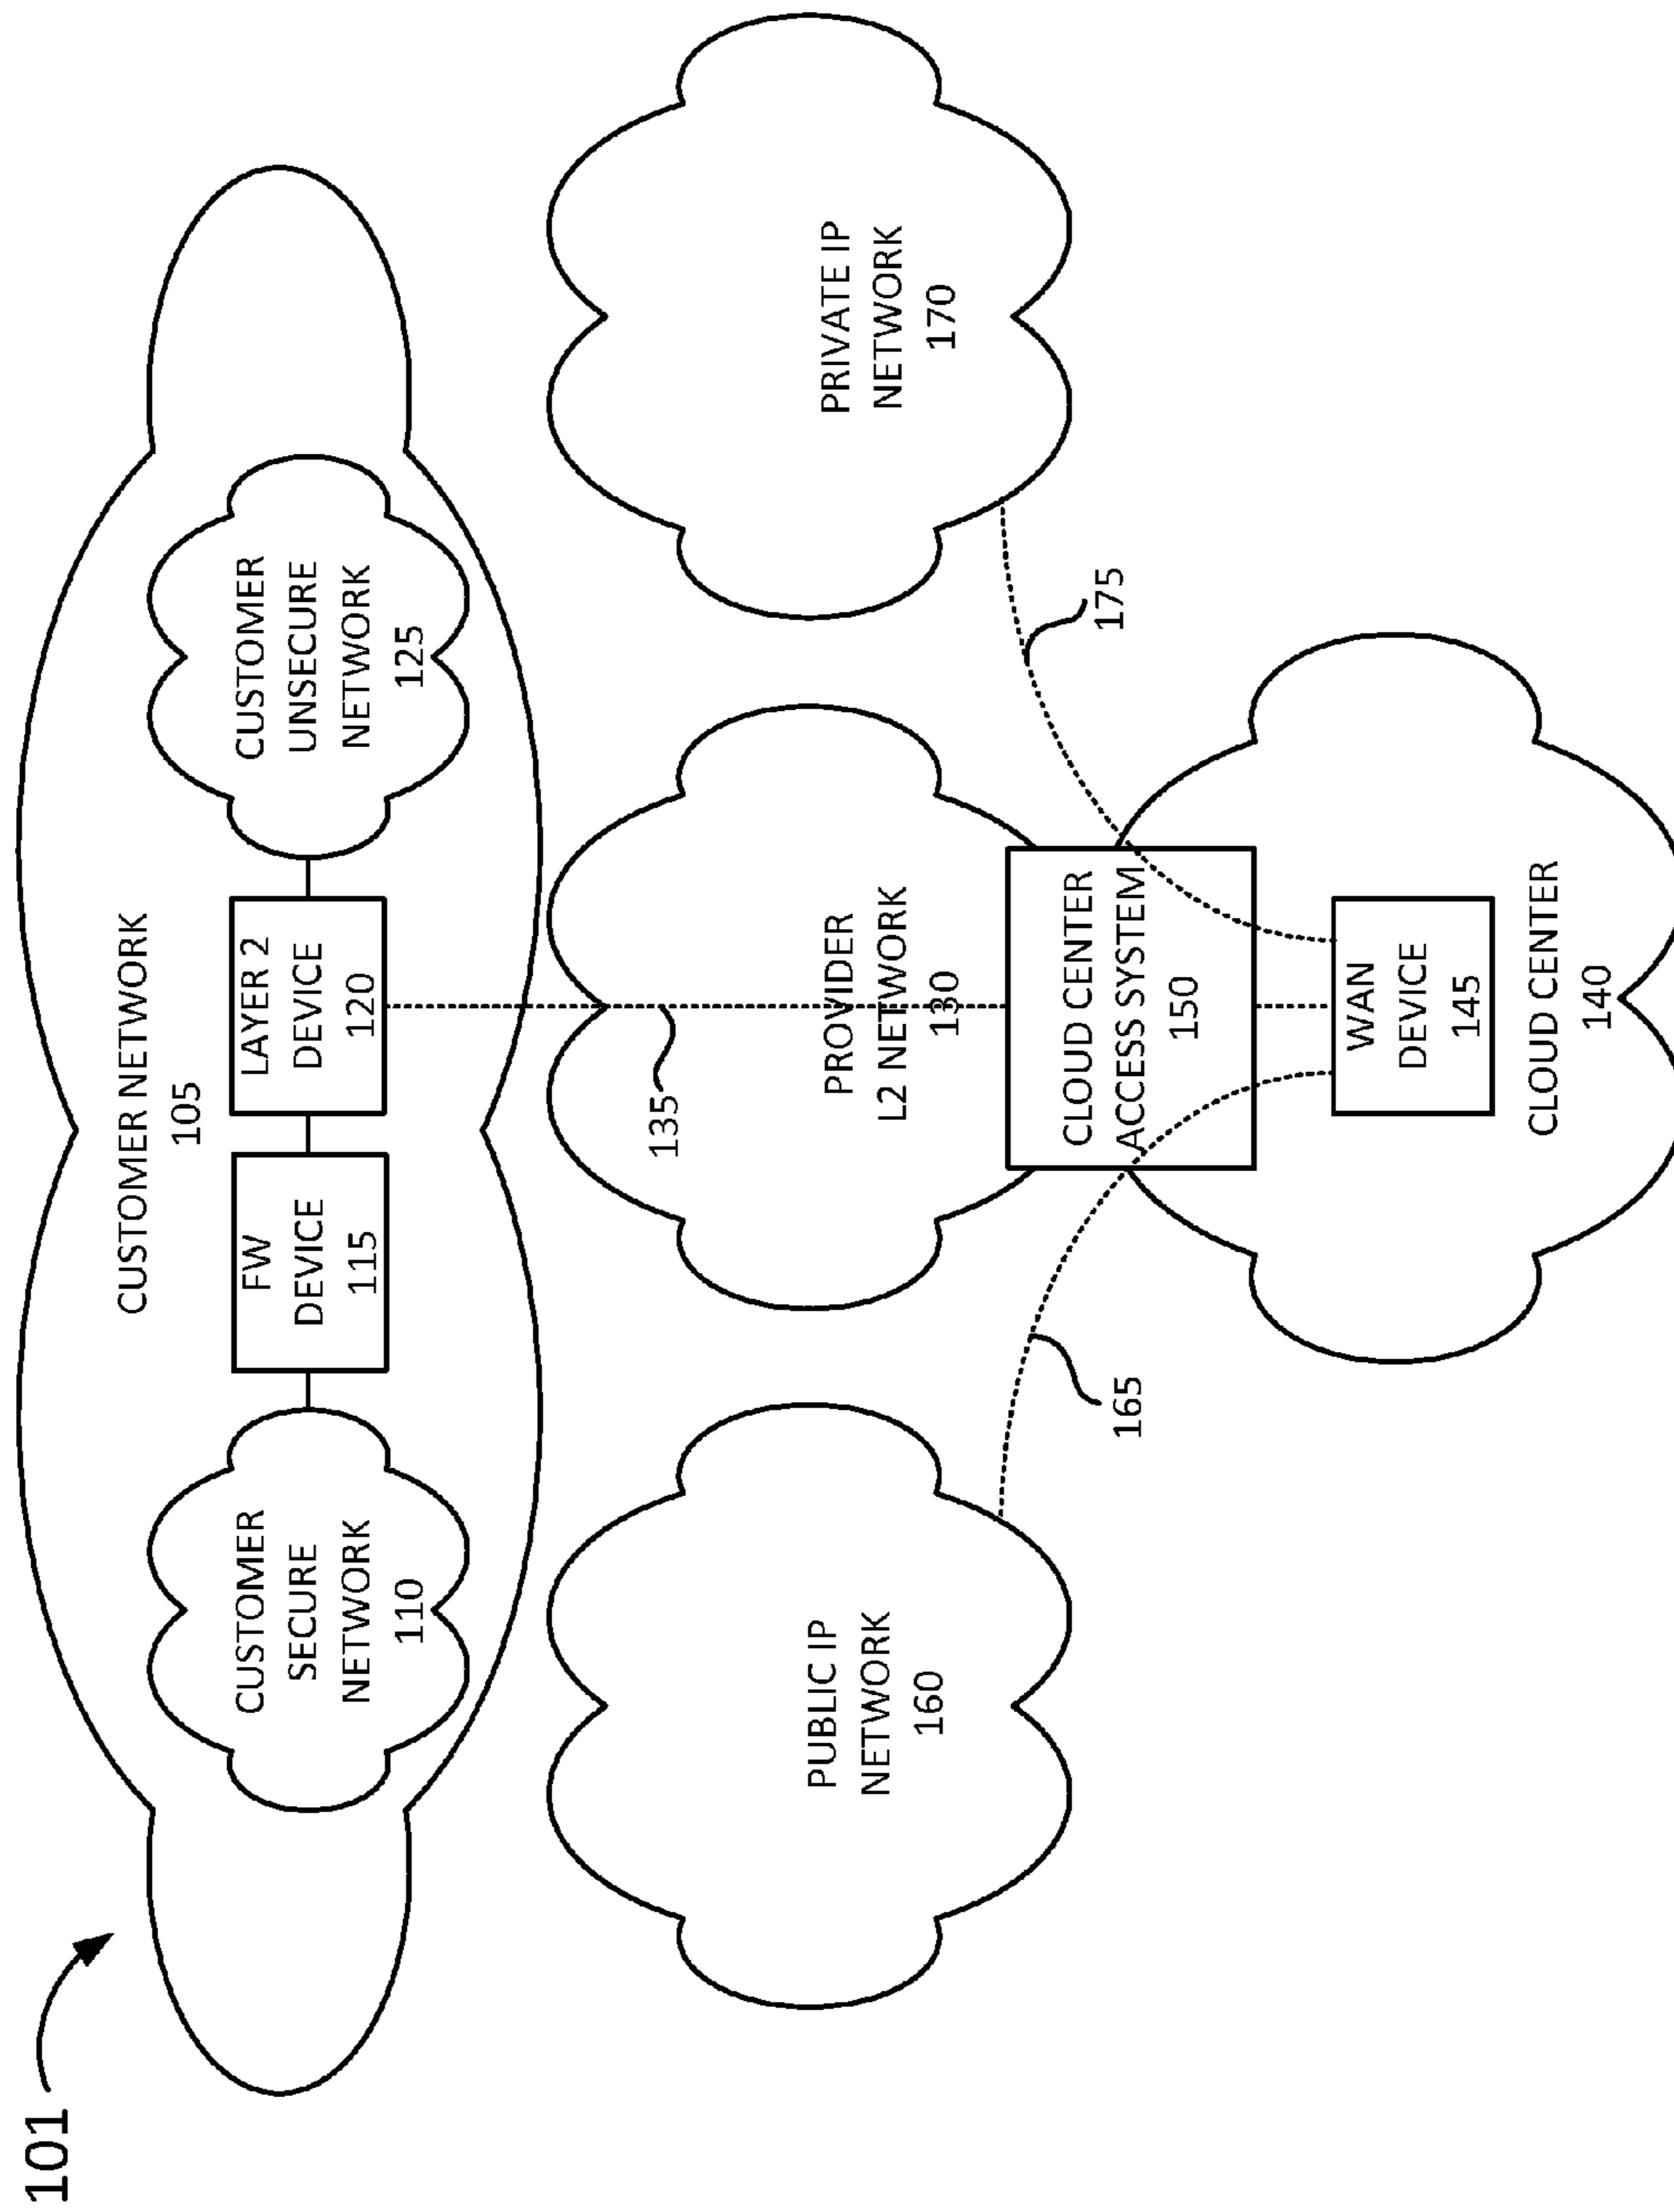 101
CUSTOMER NETWORK
105
CUSTOMER
SECURE
NETWORK
110
FW
DEVICE
115
LAYER 2
DEVICE
120
CUSTOMER
UNSECURE
NETWORK
125
PUBLIC IP
NETWORK
160
135
PROVIDER
L2 NETWORK
130
PRIVATE IP
NETWORK
170
165
CLOUD CENTER
ACCESS SYSTEM
150
175
WAN
DEVICE
145
CLOUD CENTER
140